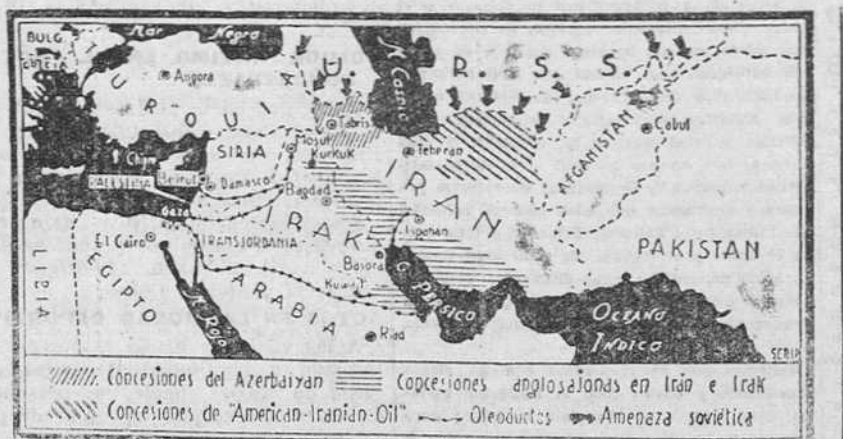 BULG.
Mar Negro
GRECIA
TURQUIA
Angora
U. R. S. S.
M. Caspio
Tabris
Teheran
Mosul
Kurkuk
SIRIA
Chipre
PALESTINA
Beirut
Damasco
Bagdad
IRAK
IRAN
Ispahan
AFGANISTAN
Cabul
PAKISTAN
Gaza
TRANSJORDANIA
El Cairo
LIBIA
EGIPTO
M. Rojo
ARABIA
Basora
Kuwait
G. PÉRSICO
Riad
OCEANO
INDICO
SERIP
Concesiones del Azerbaiyan
Concesiones anglosajonas en Irán e Irak
Concesiones de "American-Iranian-Oil"
Oleoductos
Amenaza soviética